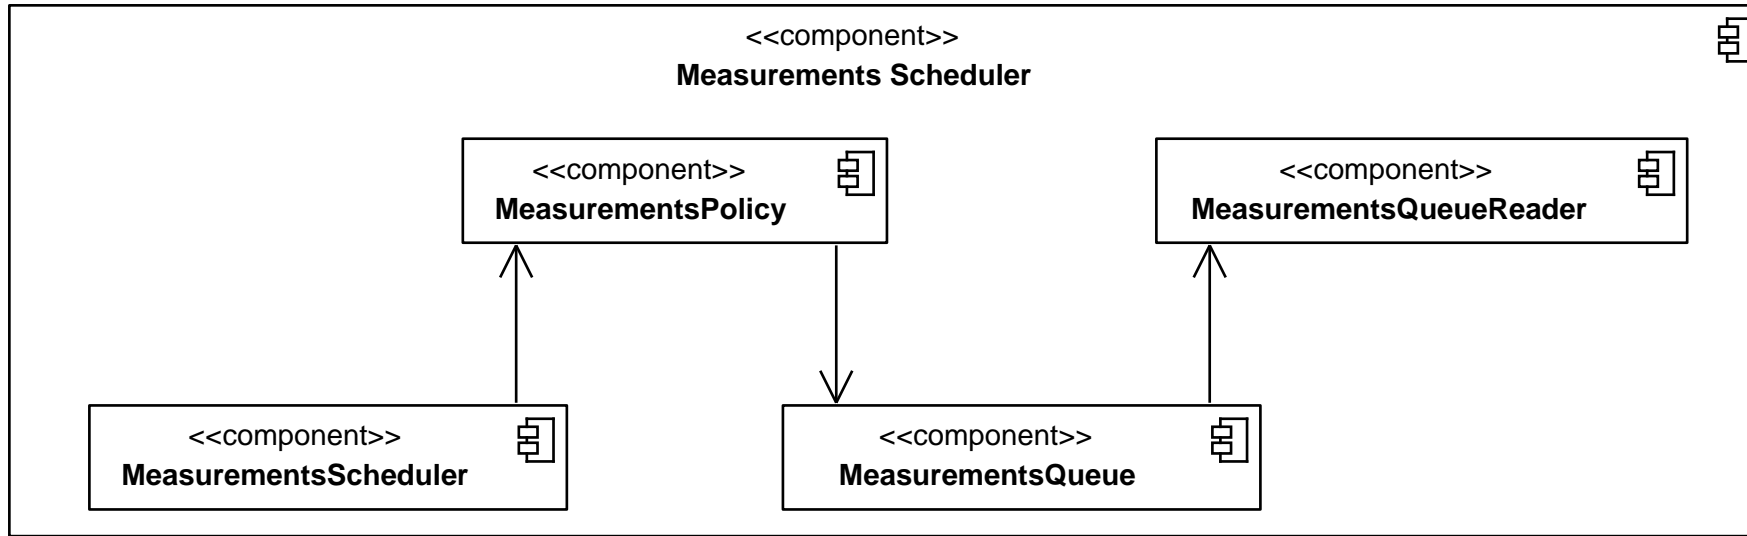 <<component>>
Measurements Scheduler
<<component>>
MeasurementsPolicy
<<component>>
MeasurementsQueueReader
<<component>>
MeasurementsScheduler
<<component>>
MeasurementsQueue